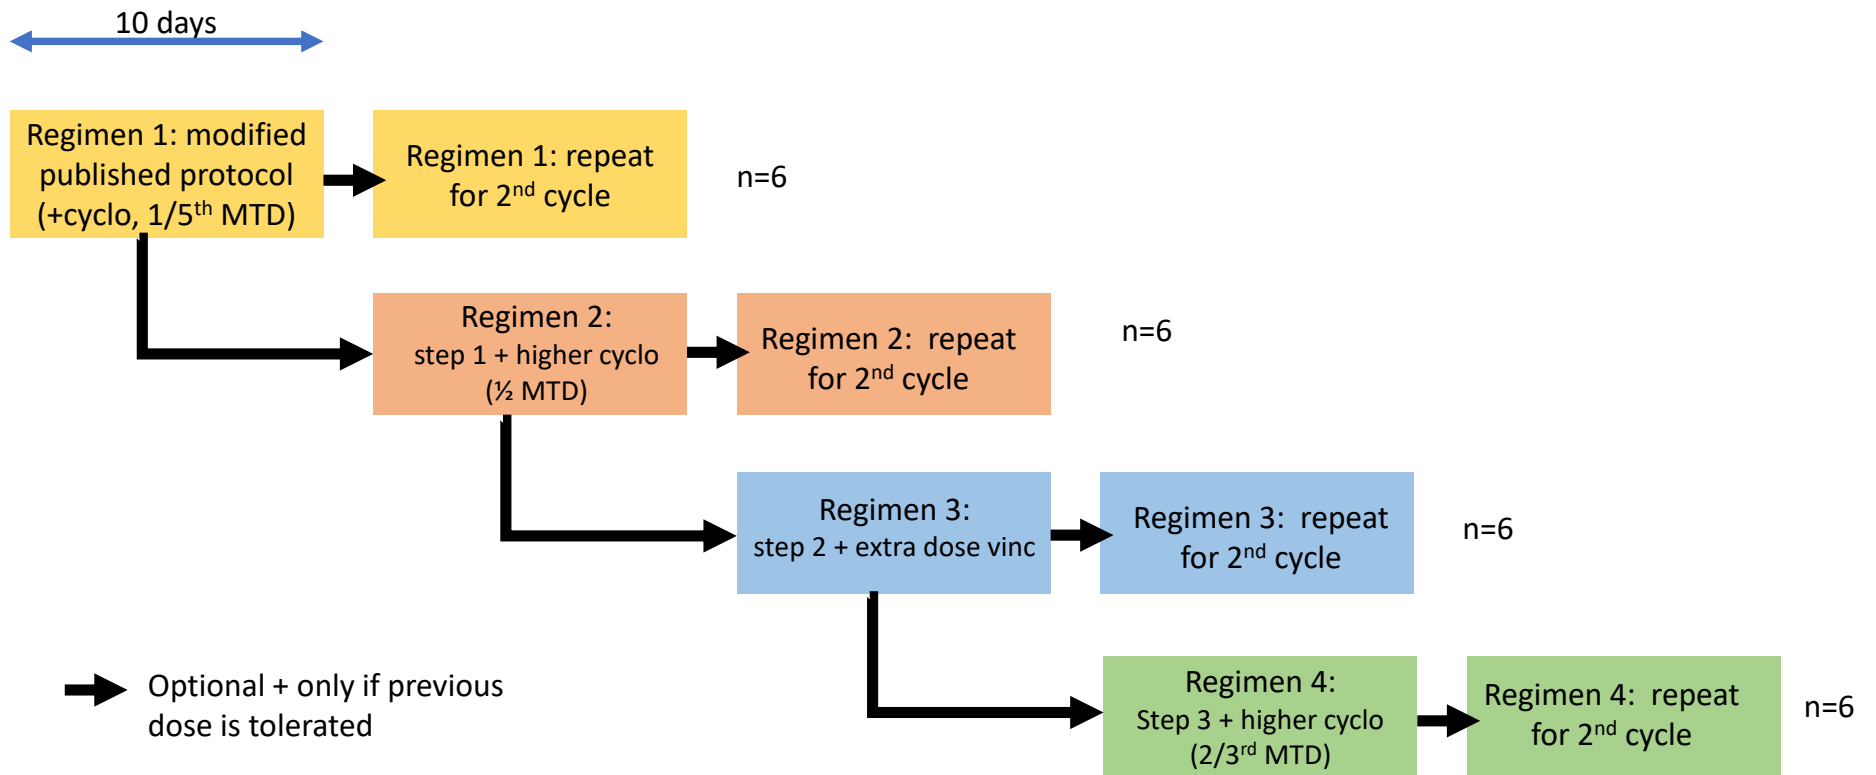 10 days
Regimen 1: modified
published protocol
(+cyclo, 1/5th MTD)
Regimen 1: repeat
for 2nd cycle
n=6
Regimen 2:
step 1 + higher cyclo
(½ MTD)
Regimen 2:  repeat
for 2nd cycle
n=6
Regimen 3:
step 2 + extra dose vinc
Regimen 3:  repeat
for 2nd cycle
n=6
Regimen 4:
Step 3 + higher cyclo
(2/3rd MTD)
Regimen 4:  repeat
for 2nd cycle
n=6
Optional + only if previous
dose is tolerated